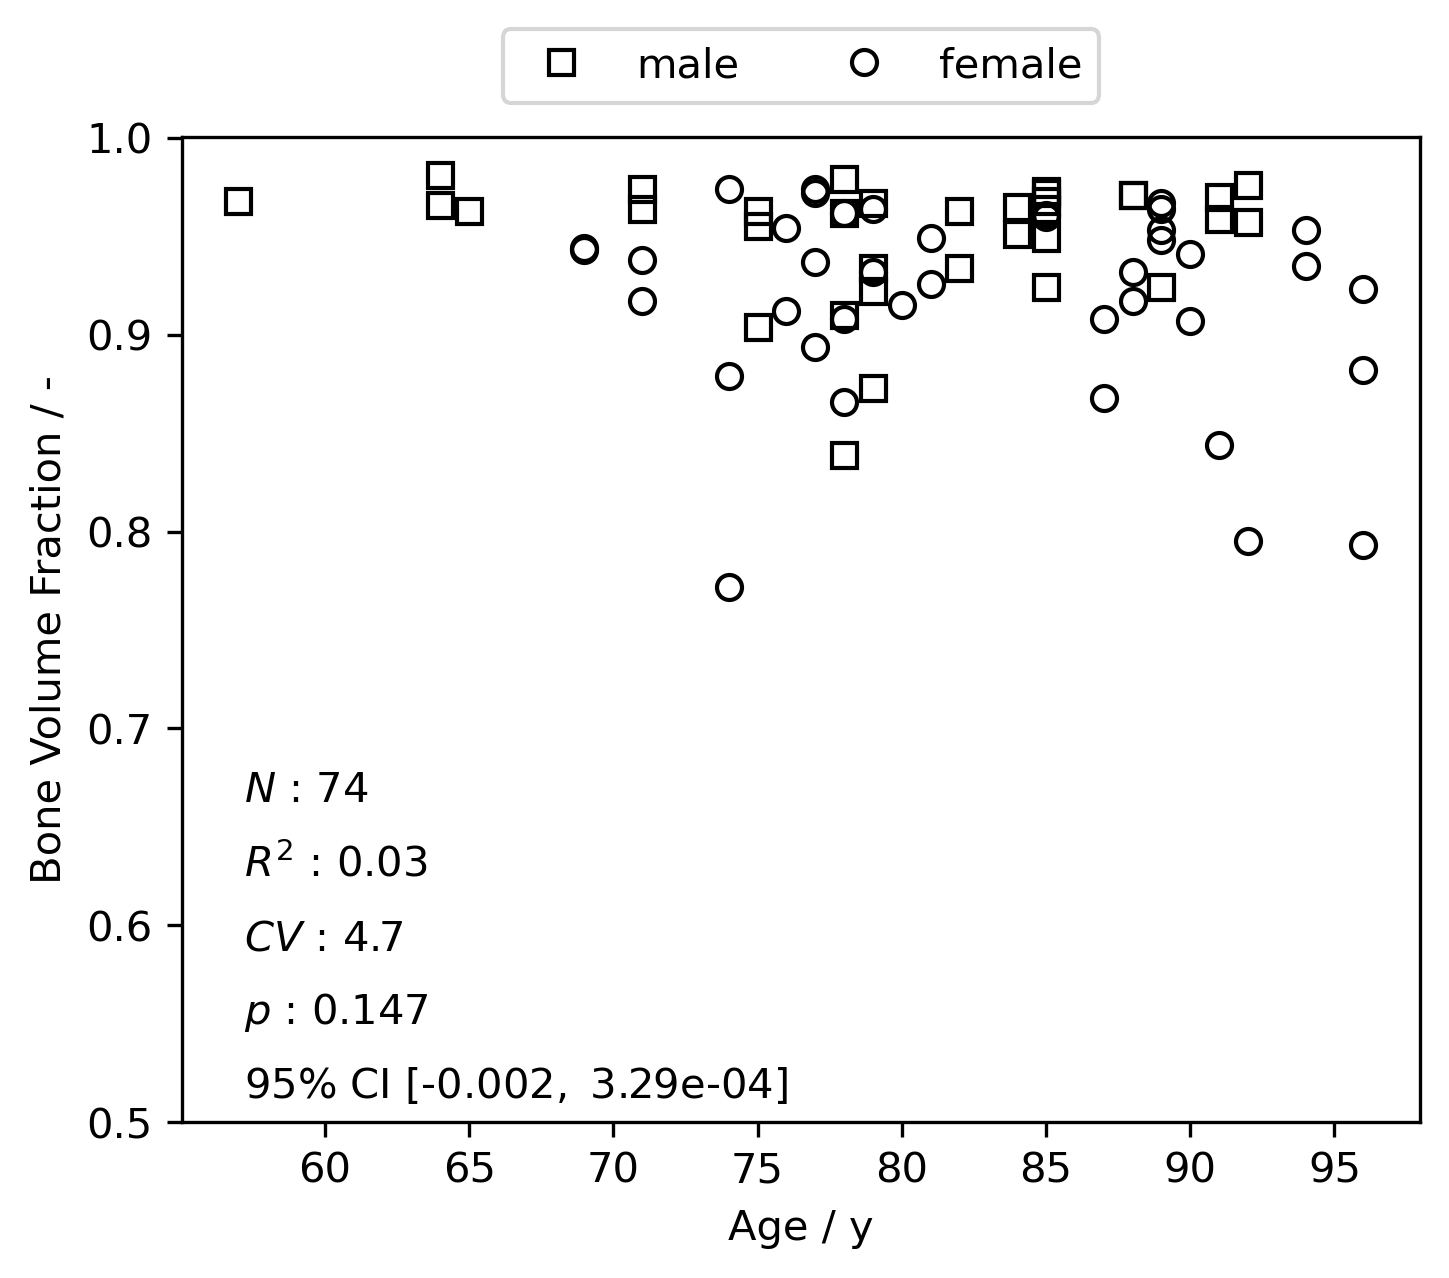 male female
1.0
0.9
0.8
0.7
0.6
0.5
Bone Volume Fraction / -
N : 74
R² : 0.03
CV : 4.7
p : 0.147
95% CI [-0.002, 3.29e-04]
60 65 70 75 80 85 90 95
Age / y